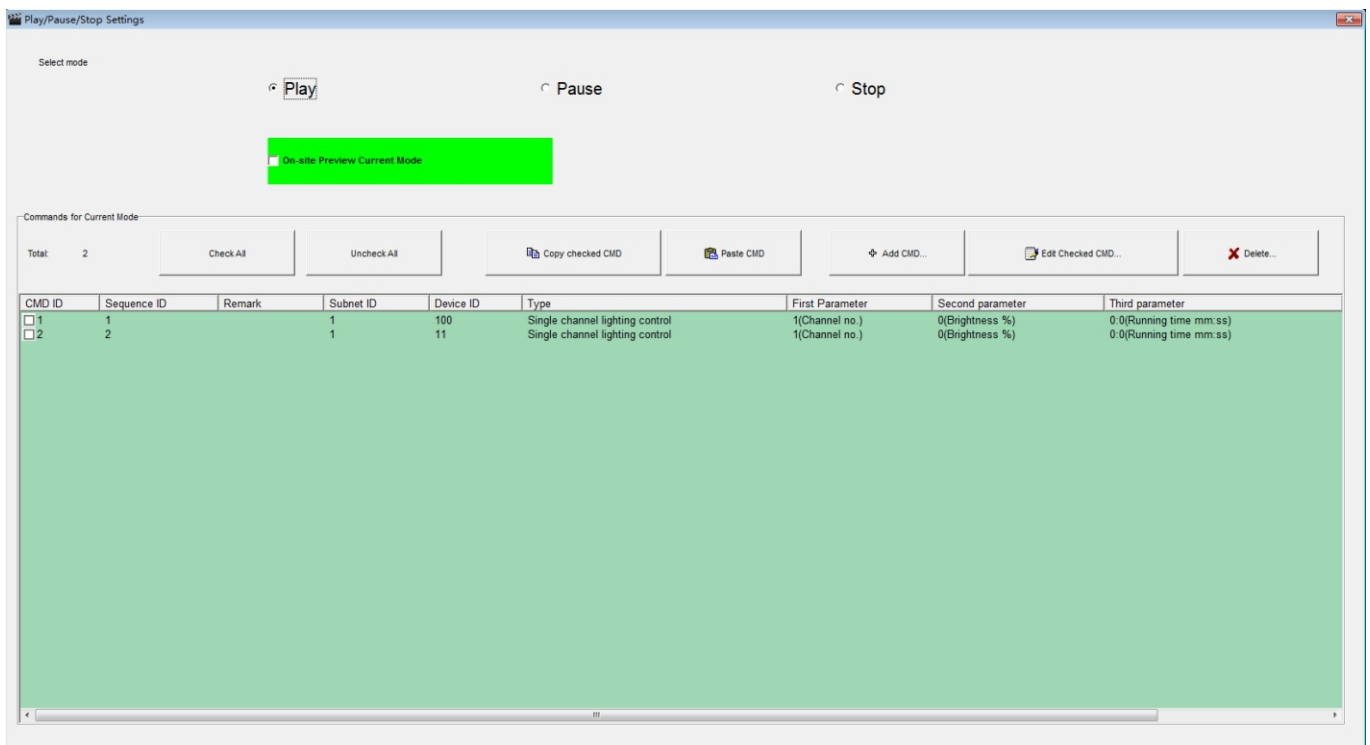 Play/Pause/Stop Settings
Select mode
Play Pause Stop
On-site Preview Current Mode
Commands for Current Mode
Total: 2 Check All Uncheck All Copy checked CMD Paste CMD Add CMD... Edit Checked CMD... Delete...
CMD ID Sequence ID Remark Subnet ID Device ID Type First Parameter Second parameter Third parameter
1 1 1 100 Single channel lighting control 1(Channel no.) 0(Brightness %) 0:0(Running time mm:ss)
2 2 1 11 Single channel lighting control 1(Channel no.) 0(Brightness %) 0:0(Running time mm:ss)